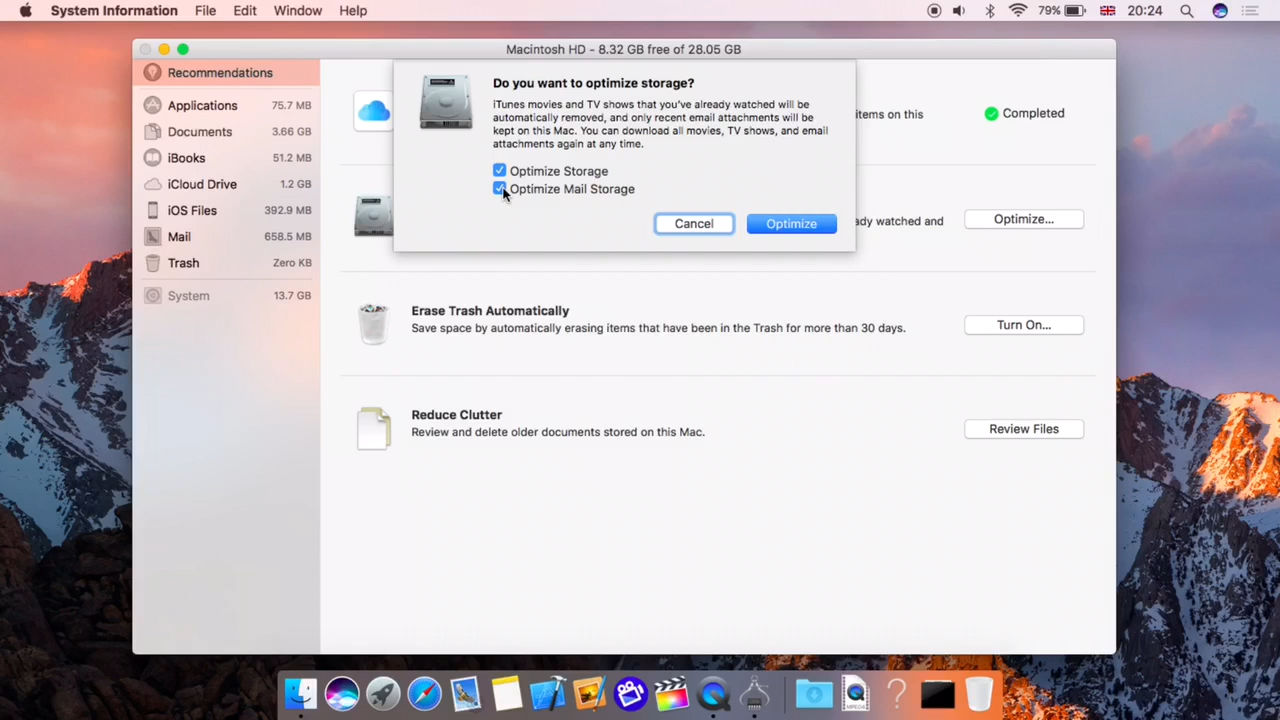 System Information File Edit Window Help 79% 20:24
Macintosh HD - 8.32 GB free of 28.05 GB
Recommendations
Applications 75.7 MB
Documents 3.66 GB
iBooks 51.2 MB
iCloud Drive 1.2 GB
iOS Files 392.9 MB
Mail 658.5 MB
Trash Zero KB
System 13.7 GB
Do you want to optimize storage?
iTunes movies and TV shows that you've already watched will be
automatically removed, and only recent email attachments will be
kept on this Mac. You can download all movies, TV shows, and email
attachments again at any time.
Optimize Storage
Optimize Mail Storage
Cancel Optimize
items on this Completed
ady watched and Optimize...
Erase Trash Automatically
Save space by automatically erasing items that have been in the Trash for more than 30 days.
Turn On...
Reduce Clutter
Review and delete older documents stored on this Mac.
Review Files
MPEG4